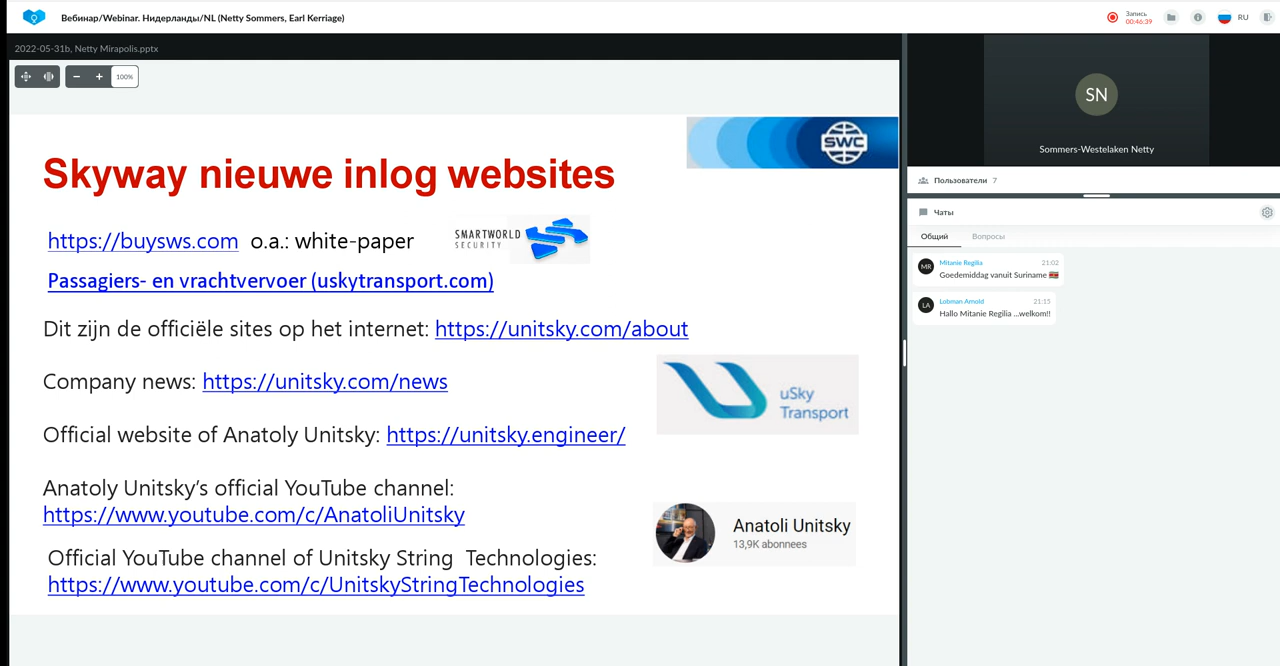 Вебинар/Webinar. Нидерланды/NL (Netty Sommers, Earl Kerriage)
Запись
00:46:39
RU
2022-05-31b, Netty Mirapolis.pptx
100%
SWC
Skyway nieuwe inlog websites
https://buysws.com o.a.: white-paper
SMARTWORLD
SECURITY
Passagiers- en vrachtvervoer (uskytransport.com)
Dit zijn de officiële sites op het internet: https://unitsky.com/about
Company news: https://unitsky.com/news
uSky
Transport
Official website of Anatoly Unitsky: https://unitsky.engineer/
Anatoly Unitsky's official YouTube channel:
https://www.youtube.com/c/AnatoliUnitsky
Anatoli Unitsky
13,9K abonnees
Official YouTube channel of Unitsky String Technologies:
https://www.youtube.com/c/UnitskyStringTechnologies
SN
Sommers-Westelaken Netty
Пользователи 7
Чаты
Общий Вопросы
MR
Mitanie Regilia 21:02
Goedemiddag vanuit Suriname 🇸🇷
LA
Lobman Arnold 21:15
Hallo Mitanie Regilia ...welkom!!